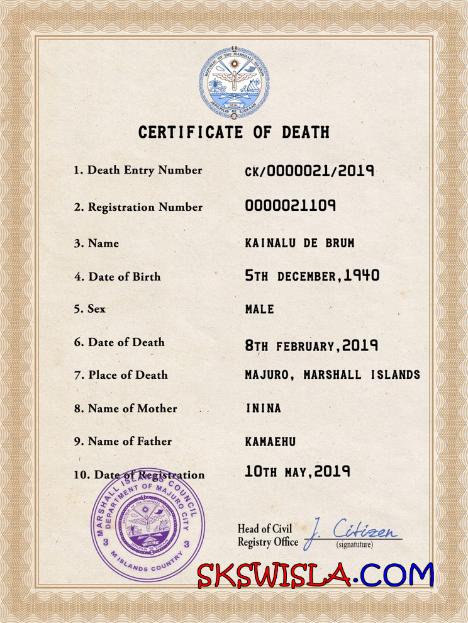 CERTIFICATE OF DEATH
1. Death Entry Number CK/0000021/2019
2. Registration Number 0000021109
3. Name KAINALU DE BRUM
4. Date of Birth 5TH DECEMBER,1940
5. Sex MALE
6. Date of Death 8TH FEBRUARY,2019
7. Place of Death MAJURO, MARSHALL ISLANDS
8. Name of Mother ININA
9. Name of Father KAMAEHU
10. Date of Registration 10TH MAY,2019
MARSHALL ISLANDS COUNCIL
DEPARTMENT OF MAJURO CITY
3 3
M ISLANDS COUNTRY
Head of Civil
Registry Office J. Citizen
(signatuture)
SKSWISLA.COM